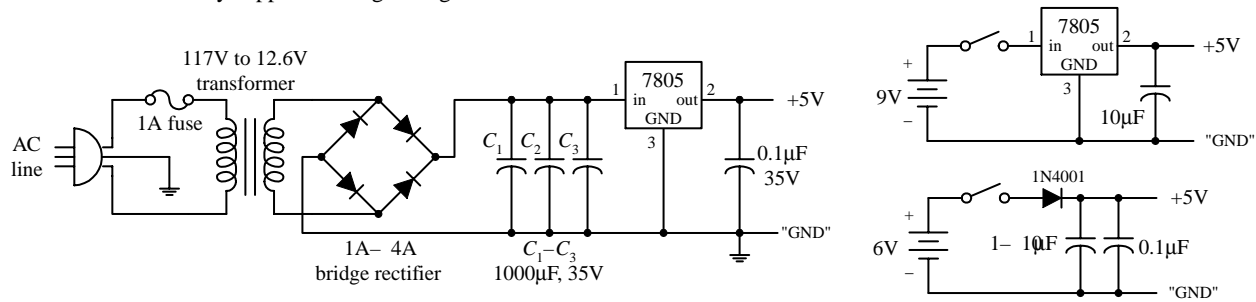 117V to 12.6V
transformer
1A fuse
AC
line
1A– 4A
bridge rectifier
C₁
C₂
C₃
C₁–C₃
1000µF, 35V
7805
1
in
out
2
GND
3
+5V
0.1µF
35V
"GND"
7805
1
in
out
2
GND
3
+5V
+
9V
–
10µF
"GND"
1N4001
+5V
+
6V
–
1– 10µF
0.1µF
"GND"